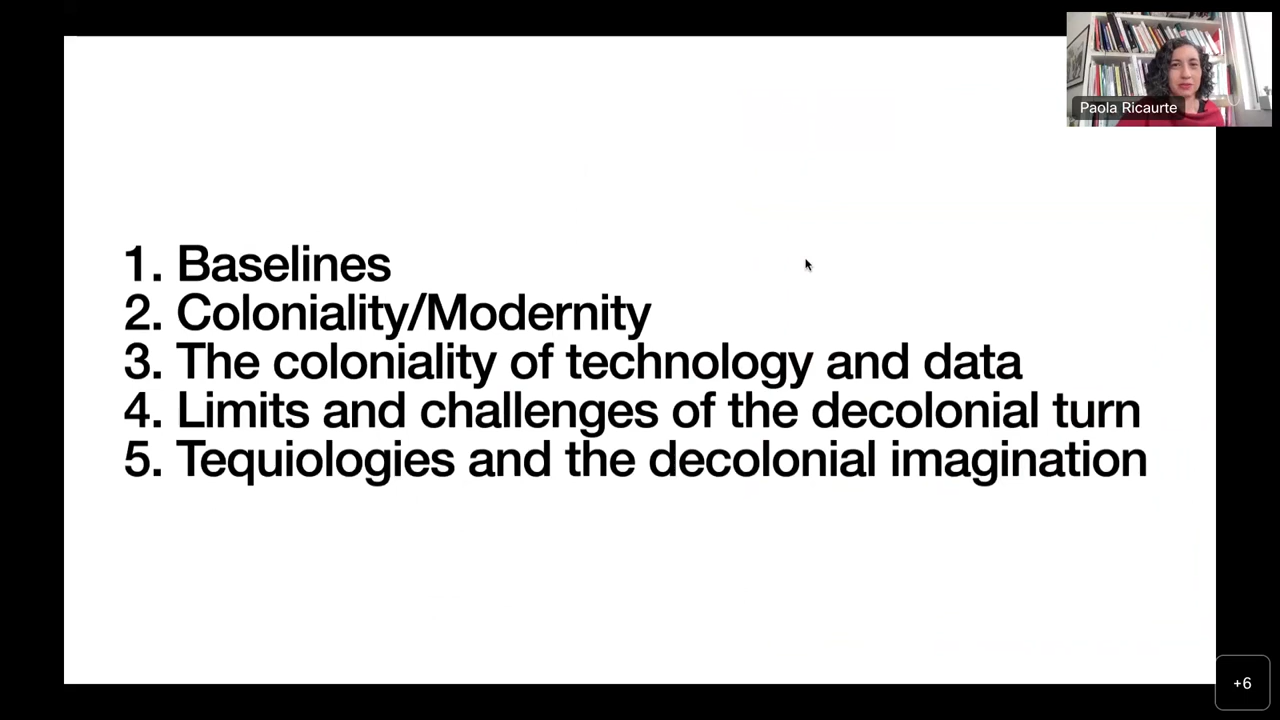 Paola Ricaurte
1. Baselines
2. Coloniality/Modernity
3. The coloniality of technology and data
4. Limits and challenges of the decolonial turn
5. Tequiologies and the decolonial imagination
+6